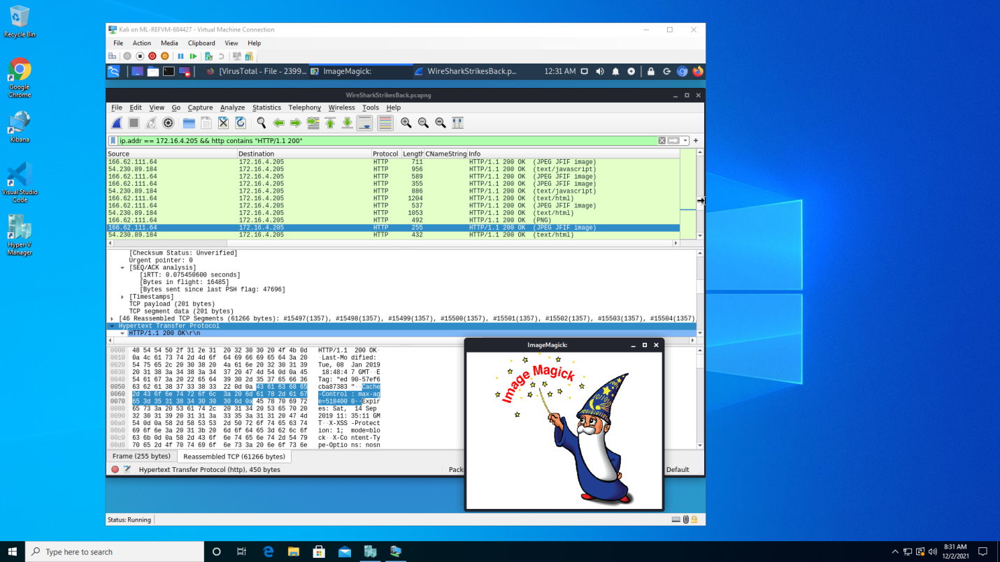 Recycle Bin
Google Chrome
Kibana
Visual Studio Code
Hyper-V Manager
Kali on ML-REFVM-684427 - Virtual Machine Connection
File Action Media Clipboard View Help
[VirusTotal - File - 2399... ImageMagick: WireSharkStrikesBack.p... 12:31 AM
WireSharkStrikesBack.pcapng
File Edit View Go Capture Analyze Statistics Telephony Wireless Tools Help
ip.addr == 172.16.4.205 && http contains "HTTP/1.1 200"
Source Destination Protocol Length CNameString Info
166.62.111.64 172.16.4.205 HTTP 711 HTTP/1.1 200 OK (JPEG JFIF image)
54.230.89.184 172.16.4.205 HTTP 956 HTTP/1.1 200 OK (text/javascript)
166.62.111.64 172.16.4.205 HTTP 589 HTTP/1.1 200 OK (JPEG JFIF image)
166.62.111.64 172.16.4.205 HTTP 355 HTTP/1.1 200 OK (JPEG JFIF image)
54.230.89.184 172.16.4.205 HTTP 886 HTTP/1.1 200 OK (text/javascript)
166.62.111.64 172.16.4.205 HTTP 1204 HTTP/1.1 200 OK (text/html)
166.62.111.64 172.16.4.205 HTTP 537 HTTP/1.1 200 OK (JPEG JFIF image)
54.230.89.184 172.16.4.205 HTTP 1053 HTTP/1.1 200 OK (text/html)
166.62.111.64 172.16.4.205 HTTP 492 HTTP/1.1 200 OK (PNG)
166.62.111.64 172.16.4.205 HTTP 255 HTTP/1.1 200 OK (JPEG JFIF image)
54.230.89.184 172.16.4.205 HTTP 432 HTTP/1.1 200 OK (text/html)
[Checksum Status: Unverified]
Urgent pointer: 0
[SEQ/ACK analysis]
[iRTT: 0.075450600 seconds]
[Bytes in flight: 16485]
[Bytes sent since last PSH flag: 47696]
[Timestamps]
TCP payload (201 bytes)
TCP segment data (201 bytes)
[46 Reassembled TCP Segments (61266 bytes): #15497(1357), #15498(1357), #15499(1357), #15500(1357), #15501(1357), #15502(1357), #15503(1357), #15504(1357),
Hypertext Transfer Protocol
HTTP/1.1 200 OK\r\n
0000 48 54 54 50 2f 31 2e 31 20 32 30 30 20 4f 4b 0d HTTP/1.1 200 OK·
0010 0a 4c 61 73 74 2d 4d 6f 64 69 66 69 65 64 3a 20 ·Last-Mo dified:
0020 54 75 65 2c 20 30 38 20 4a 61 6e 20 32 30 31 39 Tue, 08 Jan 2019
0030 20 31 38 3a 34 38 3a 34 37 20 47 4d 54 0d 0a 45 18:48:4 7 GMT··E
0040 54 61 67 3a 20 22 65 64 39 30 2d 35 37 65 66 36 Tag: "ed 90-57ef6
0050 63 62 61 38 37 33 38 33 22 0d 0a 43 61 63 68 65 cba87383 "··Cache
0060 2d 43 6f 6e 74 72 6f 6c 3a 20 6d 61 78 2d 61 67 -Control : max-ag
0070 65 3d 35 31 38 34 30 30 30 0d 0a 45 78 70 69 72 e=518400 0··Expir
0080 65 73 3a 20 53 61 74 2c 20 31 34 20 53 65 70 20 es: Sat, 14 Sep
0090 32 30 31 39 20 31 31 3a 33 35 3a 31 31 20 47 4d 2019 11: 35:11 GM
00a0 54 0d 0a 58 2d 58 53 53 2d 50 72 6f 74 65 63 74 T··X-XSS -Protect
00b0 69 6f 6e 3a 20 31 3b 20 6d 6f 64 65 3d 62 6c 6f ion: 1; mode=blo
00c0 63 6b 0d 0a 58 2d 43 6f 6e 74 65 6e 74 2d 54 79 ck··X-Co ntent-Ty
00d0 70 65 2d 4f 70 74 69 6f 6e 73 3a 20 6e 6f 73 6e pe-Optio ns: nosn
Frame (255 bytes) Reassembled TCP (61266 bytes)
Hypertext Transfer Protocol (http), 450 bytes Pack Default
ImageMagick:
Image Magick
Status: Running
Type here to search
8:31 AM
12/2/2021